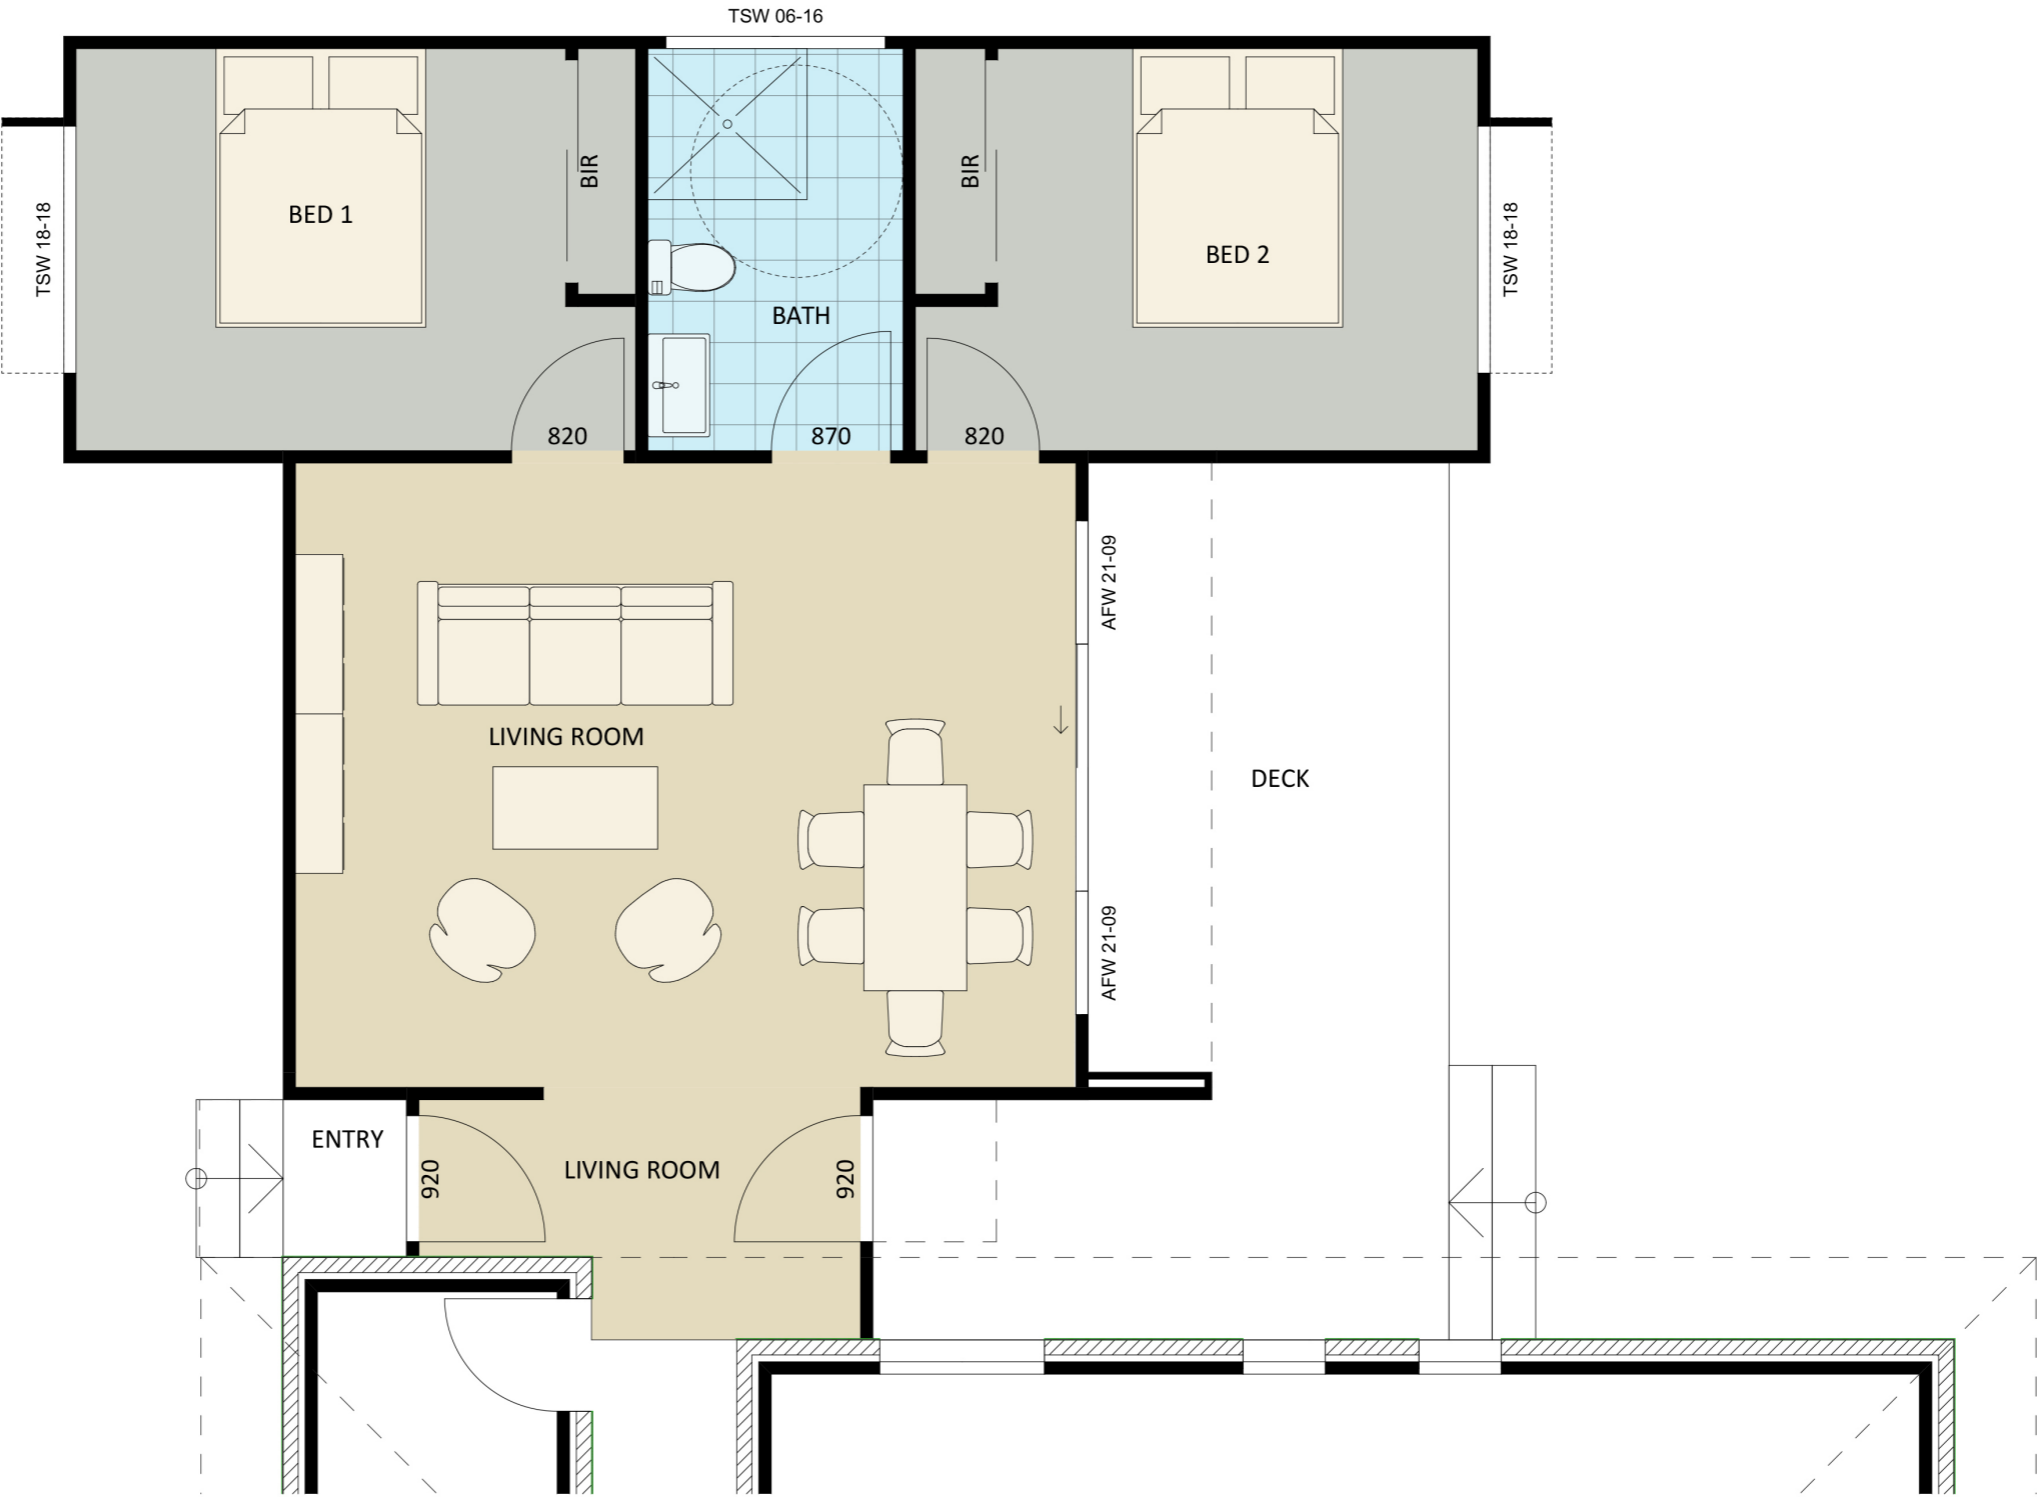 TSW 06-16
TSW 18-18
BED 1
BIR
BATH
BIR
BED 2
TSW 18-18
820
870
820
AFW 21-09
LIVING ROOM
DECK
AFW 21-09
ENTRY
920
LIVING ROOM
920